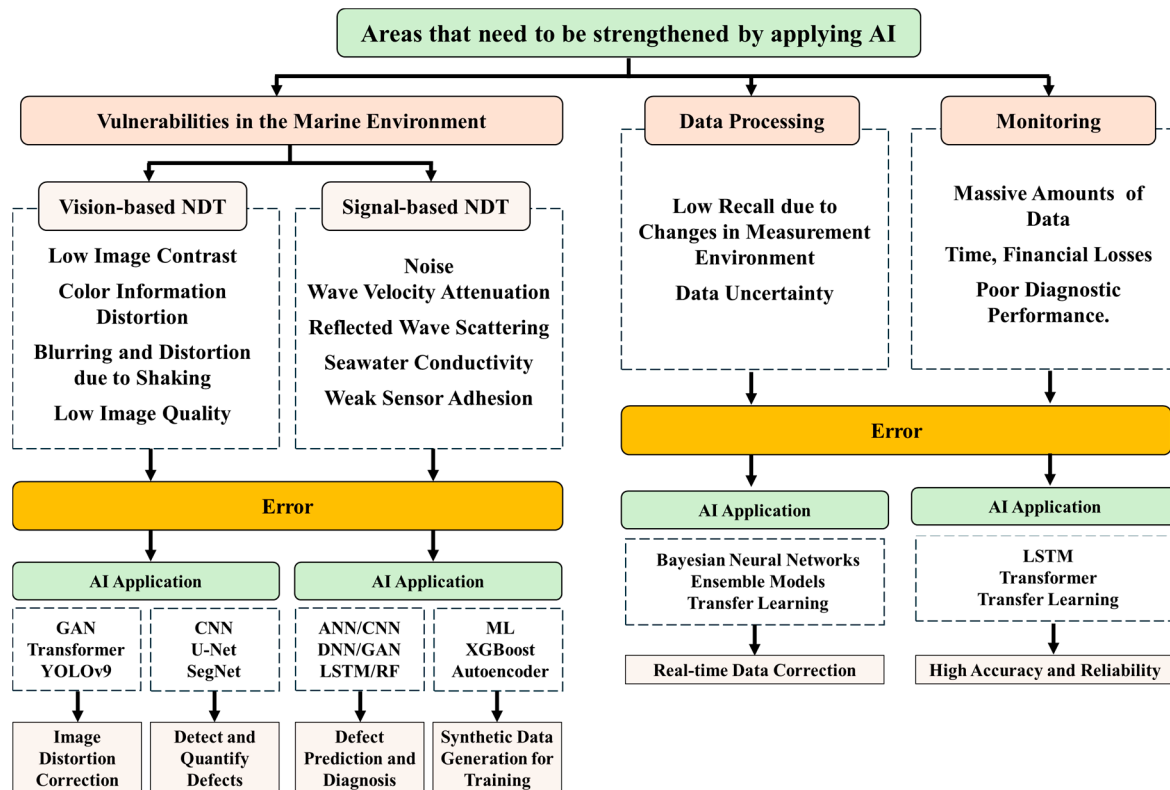 Areas that need to be strengthened by applying AI
Vulnerabilities in the Marine Environment
Data Processing
Monitoring
Vision-based NDT
Signal-based NDT
Low Image Contrast
Color Information
Distortion
Blurring and Distortion
due to Shaking
Low Image Quality
Noise
Wave Velocity Attenuation
Reflected Wave Scattering
Seawater Conductivity
Weak Sensor Adhesion
Low Recall due to
Changes in Measurement
Environment
Data Uncertainty
Massive Amounts of
Data
Time, Financial Losses
Poor Diagnostic
Performance.
Error
Error
AI Application
AI Application
AI Application
AI Application
GAN
Transformer
YOLOv9
CNN
U-Net
SegNet
ANN/CNN
DNN/GAN
LSTM/RF
ML
XGBoost
Autoencoder
Bayesian Neural Networks
Ensemble Models
Transfer Learning
LSTM
Transformer
Transfer Learning
Image
Distortion
Correction
Detect and
Quantify
Defects
Defect
Prediction and
Diagnosis
Synthetic Data
Generation for
Training
Real-time Data Correction
High Accuracy and Reliability